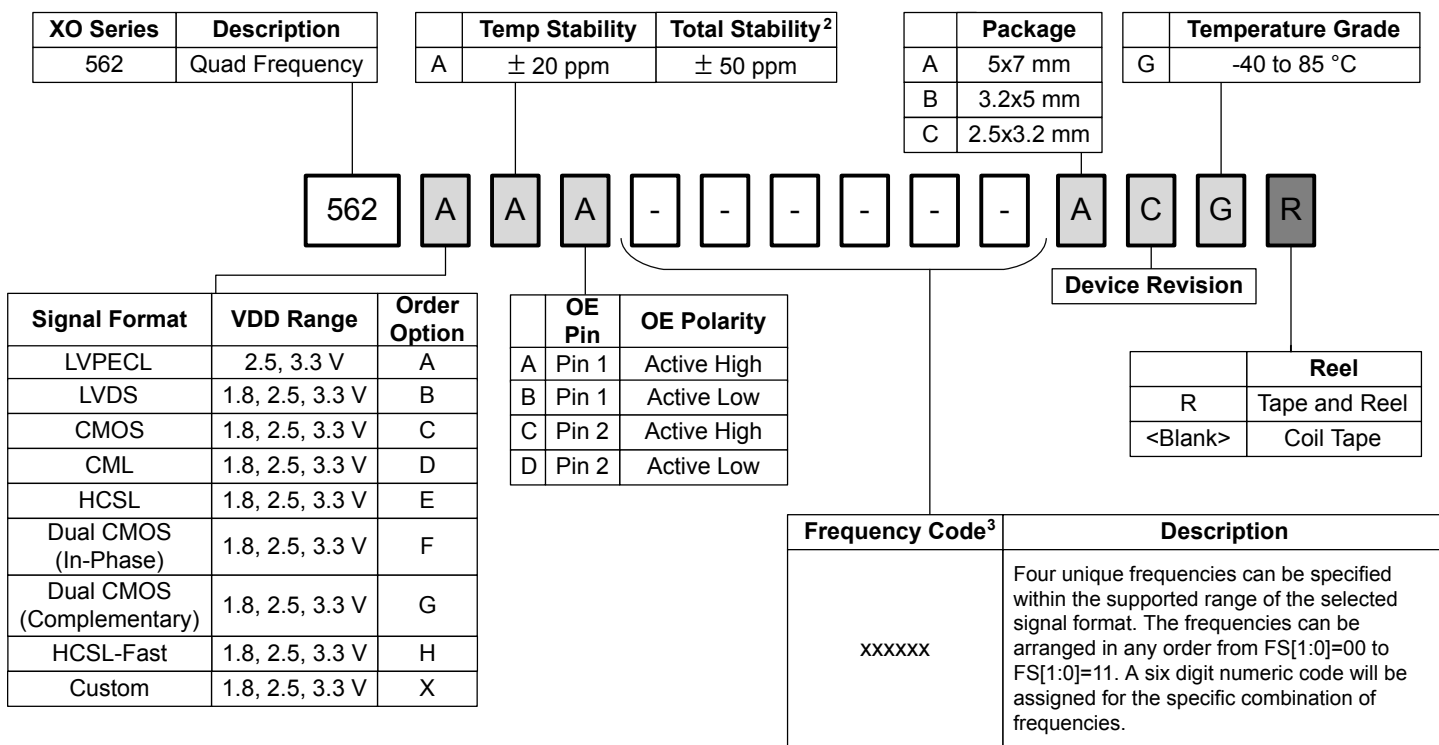 XO Series Description
562 Quad Frequency
Temp Stability Total Stability²
A ± 20 ppm ± 50 ppm
Package
A 5x7 mm
B 3.2x5 mm
C 2.5x3.2 mm
Temperature Grade
G -40 to 85 °C
562 A A A - - - - - - A C G R
Device Revision
Signal Format VDD Range Order Option
LVPECL 2.5, 3.3 V A
LVDS 1.8, 2.5, 3.3 V B
CMOS 1.8, 2.5, 3.3 V C
CML 1.8, 2.5, 3.3 V D
HCSL 1.8, 2.5, 3.3 V E
Dual CMOS
(In-Phase) 1.8, 2.5, 3.3 V F
Dual CMOS
(Complementary) 1.8, 2.5, 3.3 V G
HCSL-Fast 1.8, 2.5, 3.3 V H
Custom 1.8, 2.5, 3.3 V X
OE
Pin OE Polarity
A Pin 1 Active High
B Pin 1 Active Low
C Pin 2 Active High
D Pin 2 Active Low
Reel
R Tape and Reel
<Blank> Coil Tape
Frequency Code³ Description
xxxxxx
Four unique frequencies can be specified
within the supported range of the selected
signal format. The frequencies can be
arranged in any order from FS[1:0]=00 to
FS[1:0]=11. A six digit numeric code will be
assigned for the specific combination of
frequencies.